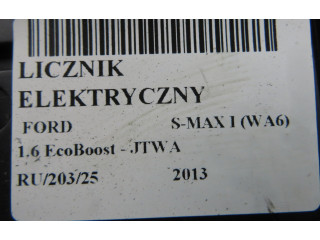 LICZNIK
ELEKTRYCZNY
FORD S-MAX I (WA6)
1.6 EcoBoost - JTWA
RU/203/25 2013